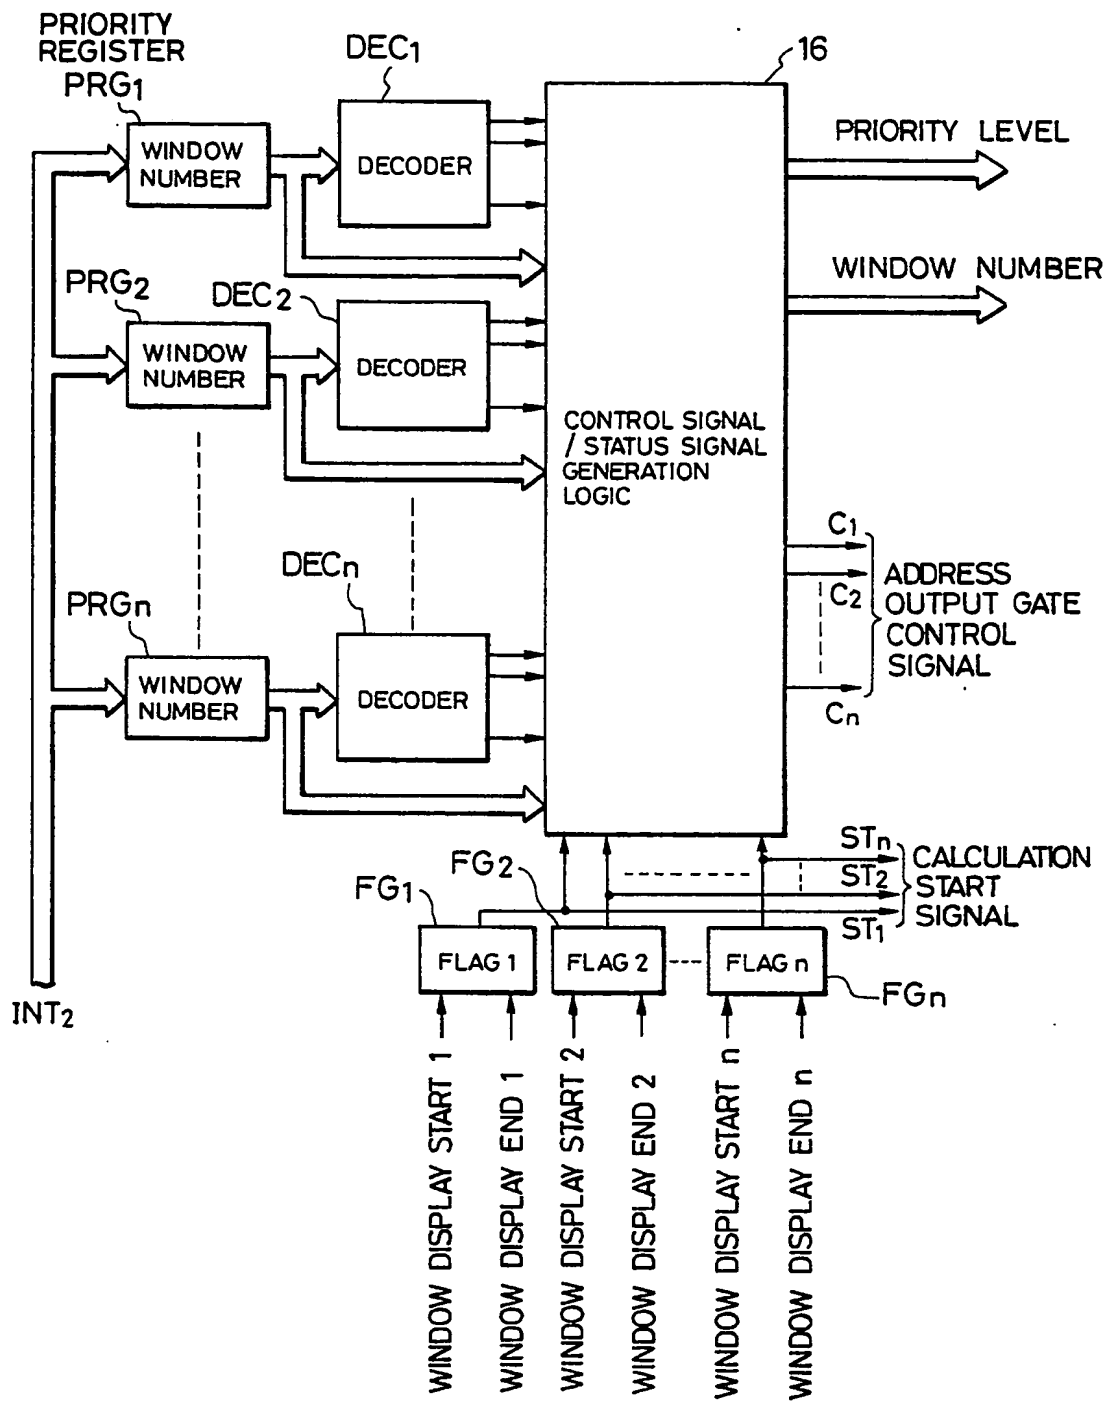 PRIORITY
REGISTER
PRG1
DEC1
16
WINDOW
NUMBER
DECODER
PRIORITY LEVEL
PRG2
DEC2
WINDOW NUMBER
WINDOW
NUMBER
DECODER
CONTROL SIGNAL
/ STATUS SIGNAL
GENERATION
LOGIC
C1
C2
Cn
ADDRESS
OUTPUT GATE
CONTROL
SIGNAL
PRGn
DECn
WINDOW
NUMBER
DECODER
STn
ST2
ST1
CALCULATION
START
SIGNAL
FG1
FG2
FLAG 1
FLAG 2
FLAG n
FGn
INT2
WINDOW DISPLAY START 1
WINDOW DISPLAY END 1
WINDOW DISPLAY START 2
WINDOW DISPLAY END 2
WINDOW DISPLAY START n
WINDOW DISPLAY END n